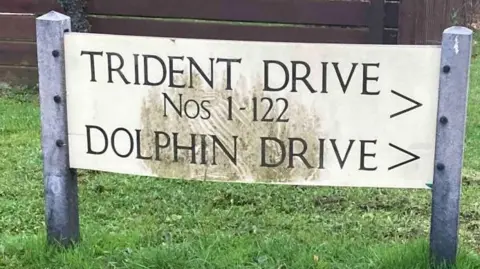 TRIDENT DRIVE
Nos 1-122 >
DOLPHIN DRIVE >